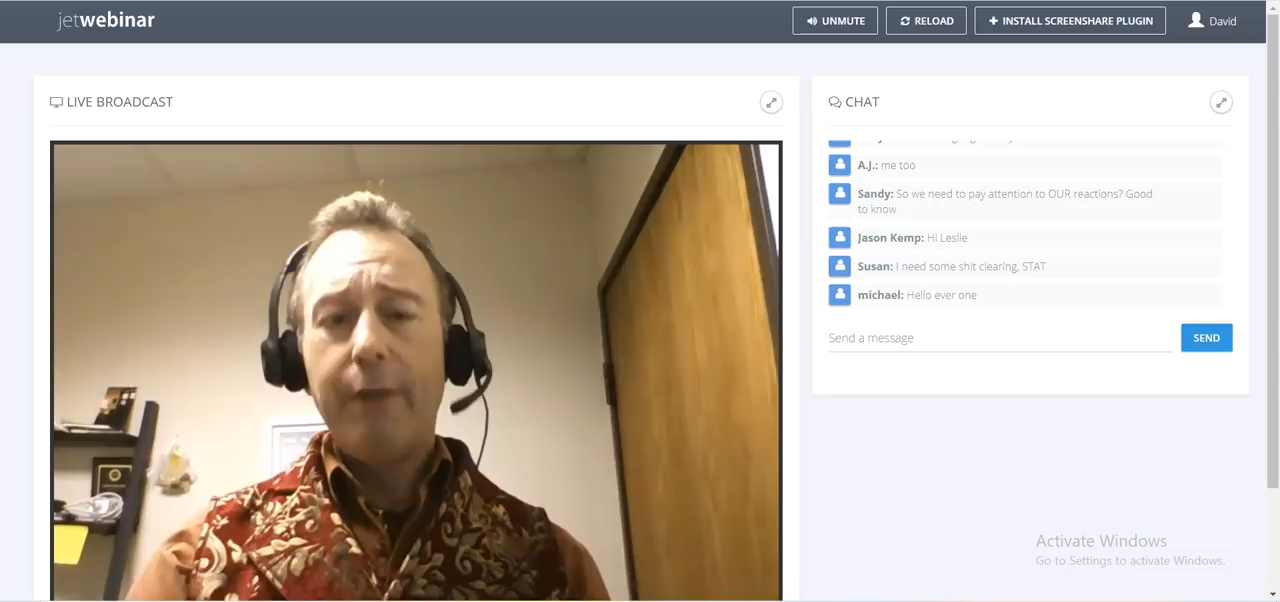 jetwebinar
UNMUTE
RELOAD
INSTALL SCREENSHARE PLUGIN
David
LIVE BROADCAST
CHAT
A.J.: me too
Sandy: So we need to pay attention to OUR reactions? Good
to know
Jason Kemp: Hi Leslie
Susan: I need some shit clearing, STAT
michael: Hello ever one
Send a message
SEND
Activate Windows
Go to Settings to activate Windows.